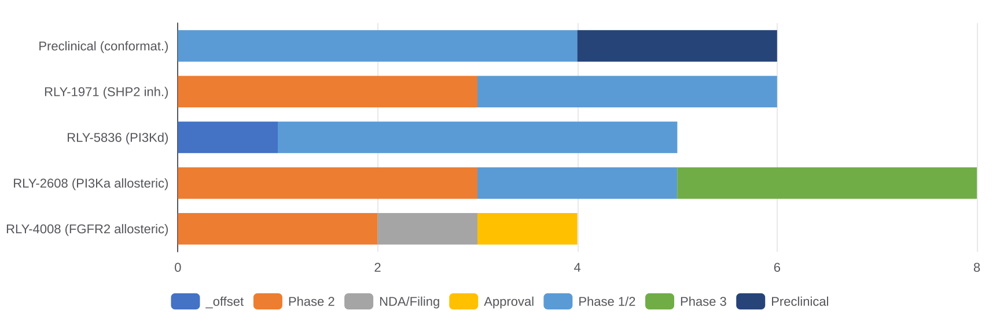 Preclinical (conformat.)
RLY-1971 (SHP2 inh.)
RLY-5836 (PI3Kd)
RLY-2608 (PI3Ka allosteric)
RLY-4008 (FGFR2 allosteric)
0 2 4 6 8
_offset Phase 2 NDA/Filing Approval Phase 1/2 Phase 3 Preclinical